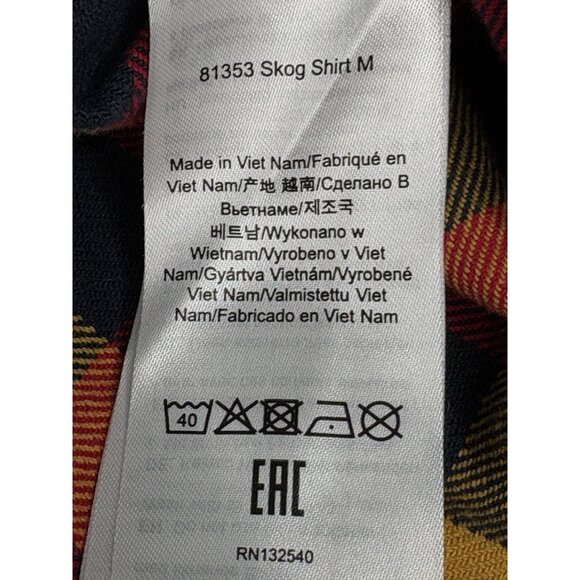 81353 Skog Shirt M
Made in Viet Nam/Fabriqué en
Viet Nam/产地 越南/Сделано В
Вьетнаме/제조국
베트남/Wykonano w
Wietnam/Vyrobeno v Viet
Nam/Gyártva Vietnám/Vyrobené
Viet Nam/Valmistettu Viet
Nam/Fabricado en Viet Nam
40
EAC
RN132540